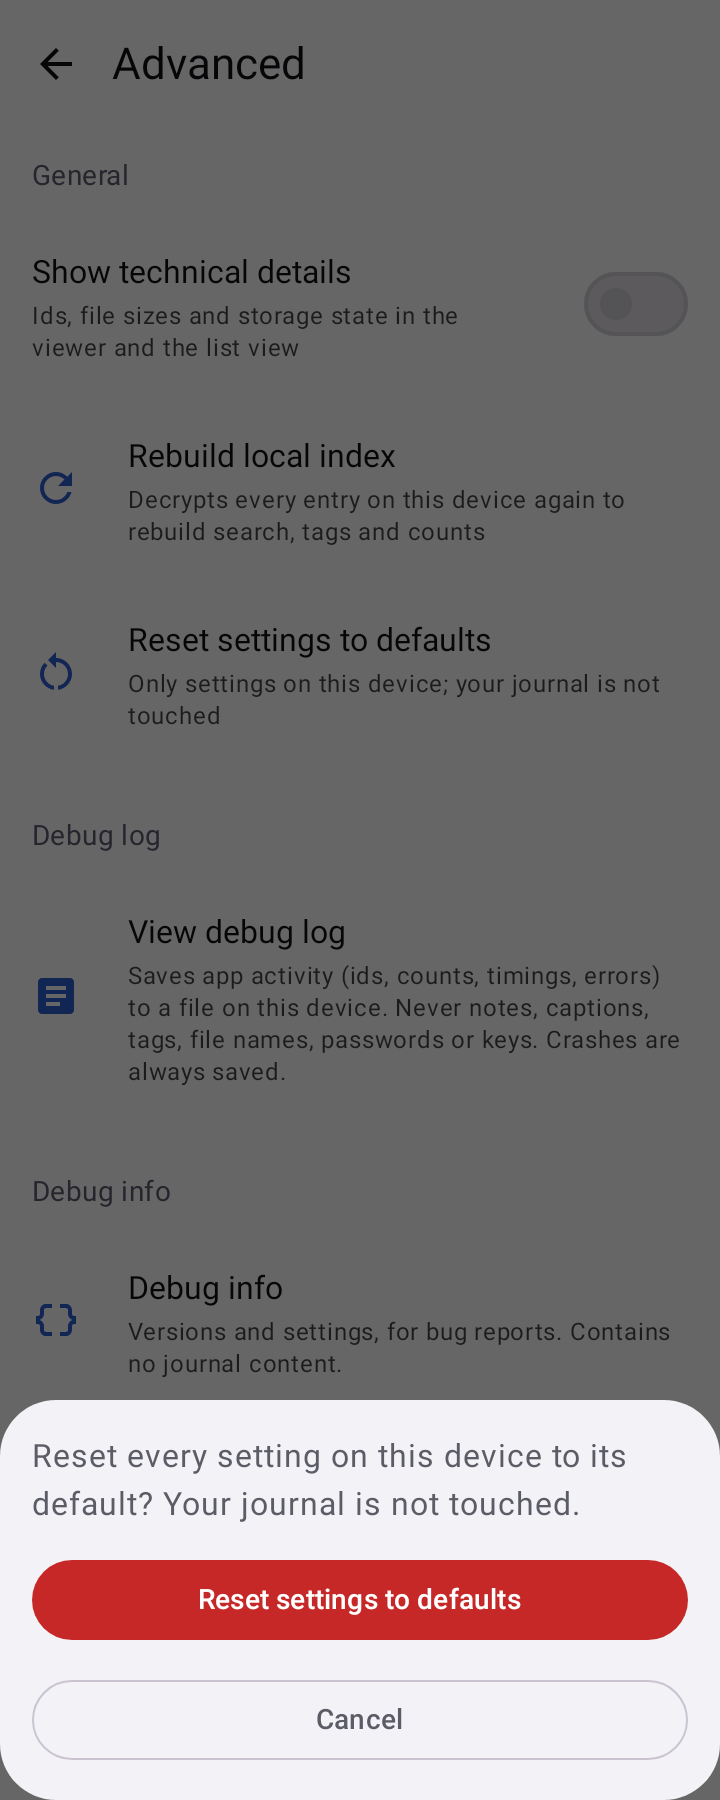 Advanced
General
Show technical details
Ids, file sizes and storage state in the
viewer and the list view
Rebuild local index
Decrypts every entry on this device again to
rebuild search, tags and counts
Reset settings to defaults
Only settings on this device; your journal is not
touched
Debug log
View debug log
Saves app activity (ids, counts, timings, errors)
to a file on this device. Never notes, captions,
tags, file names, passwords or keys. Crashes are
always saved.
Debug info
Debug info
Versions and settings, for bug reports. Contains
no journal content.
Reset every setting on this device to its
default? Your journal is not touched.
Reset settings to defaults
Cancel